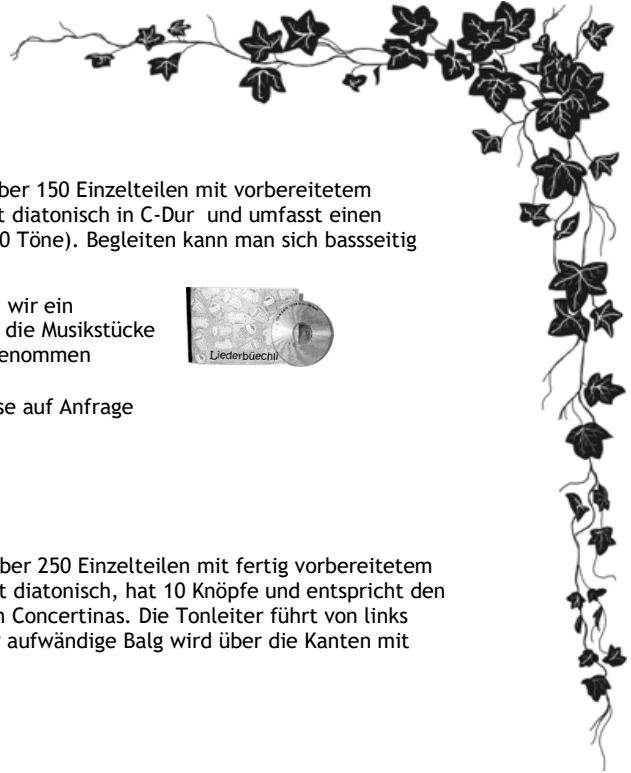 ber 150 Einzelteilen mit vorbereitetem
t diatonisch in C-Dur und umfasst einen
0 Töne). Begleiten kann man sich bassseitig
wir ein
die Musikstücke
enommen
Liederbüechli
se auf Anfrage
ber 250 Einzelteilen mit fertig vorbereitetem
t diatonisch, hat 10 Knöpfe und entspricht den
n Concertinas. Die Tonleiter führt von links
r aufwändige Balg wird über die Kanten mit